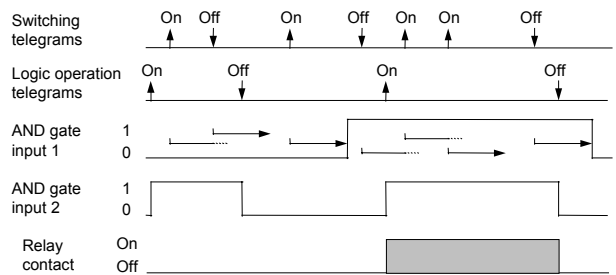 Switching On Off On Off On On Off
telegrams
Logic operation On Off On Off
telegrams
AND gate 1
input 1 0
AND gate 1
input 2 0
Relay On
contact Off